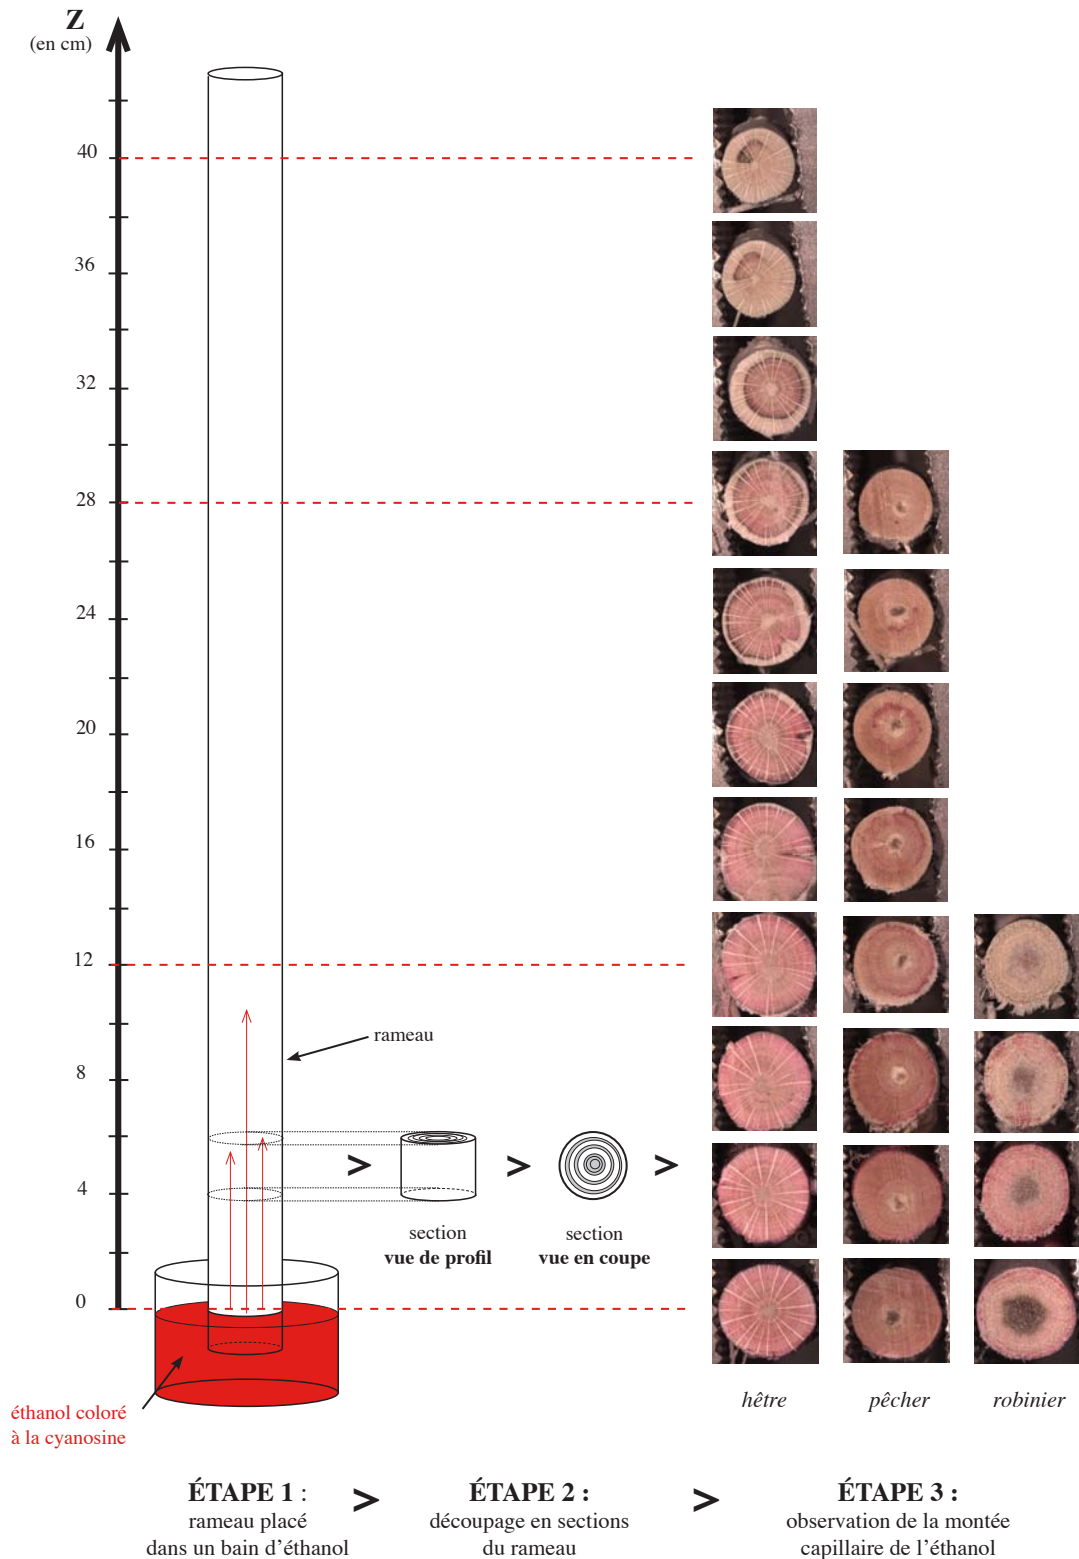 Z
(en cm)
40
36
32
28
24
20
16
12
8
4
0
rameau
>
>
>
section
vue de profil
section
vue en coupe
éthanol coloré
à la cyanosine
hêtre
pêcher
robinier
ÉTAPE 1 :
rameau placé
dans un bain d’éthanol
>
ÉTAPE 2 :
découpage en sections
du rameau
>
ÉTAPE 3 :
observation de la montée
capillaire de l’éthanol